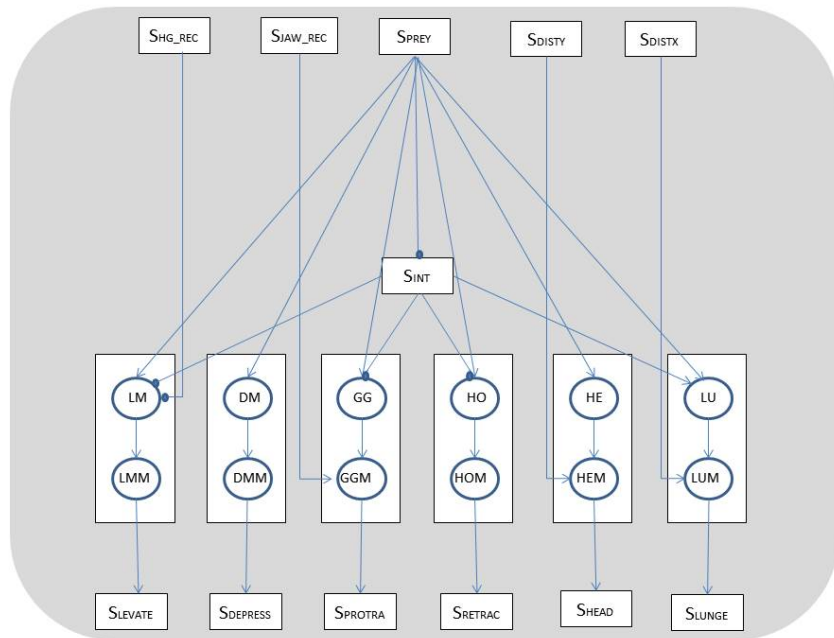 SHG_REC SJAW_REC SPREY SDISTY SDISTX
SINT
LM DM GG HO HE LU
LMM DMM GGM HOM HEM LUM
SLEVATE SDEPRESS SPROTRA SRETRAC SHEAD SLUNGE